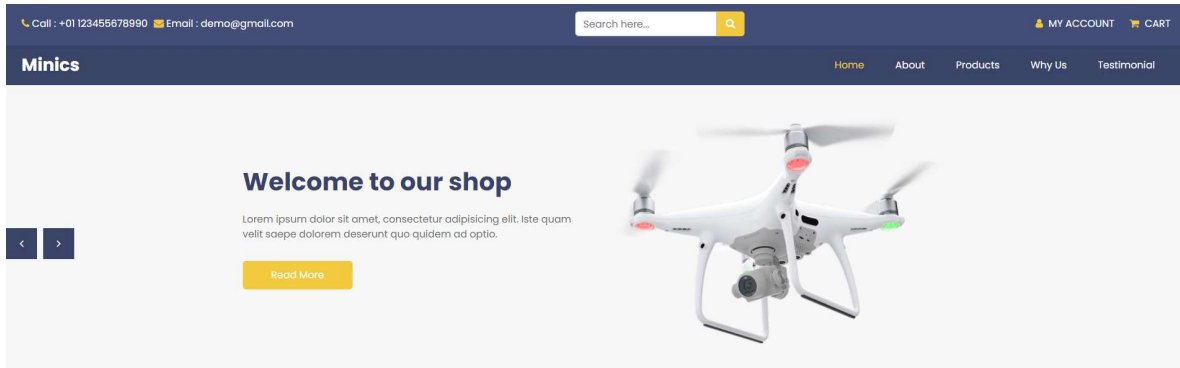 Call : +01 123455678990 Email : demo@gmail.com
Search here...
MY ACCOUNT CART
Minics
Home About Products Why Us Testimonial
Welcome to our shop
Lorem ipsum dolor sit amet, consectetur adipisicing elit. Iste quam
velit saepe dolorem deserunt quo quidem ad optio.
Read More